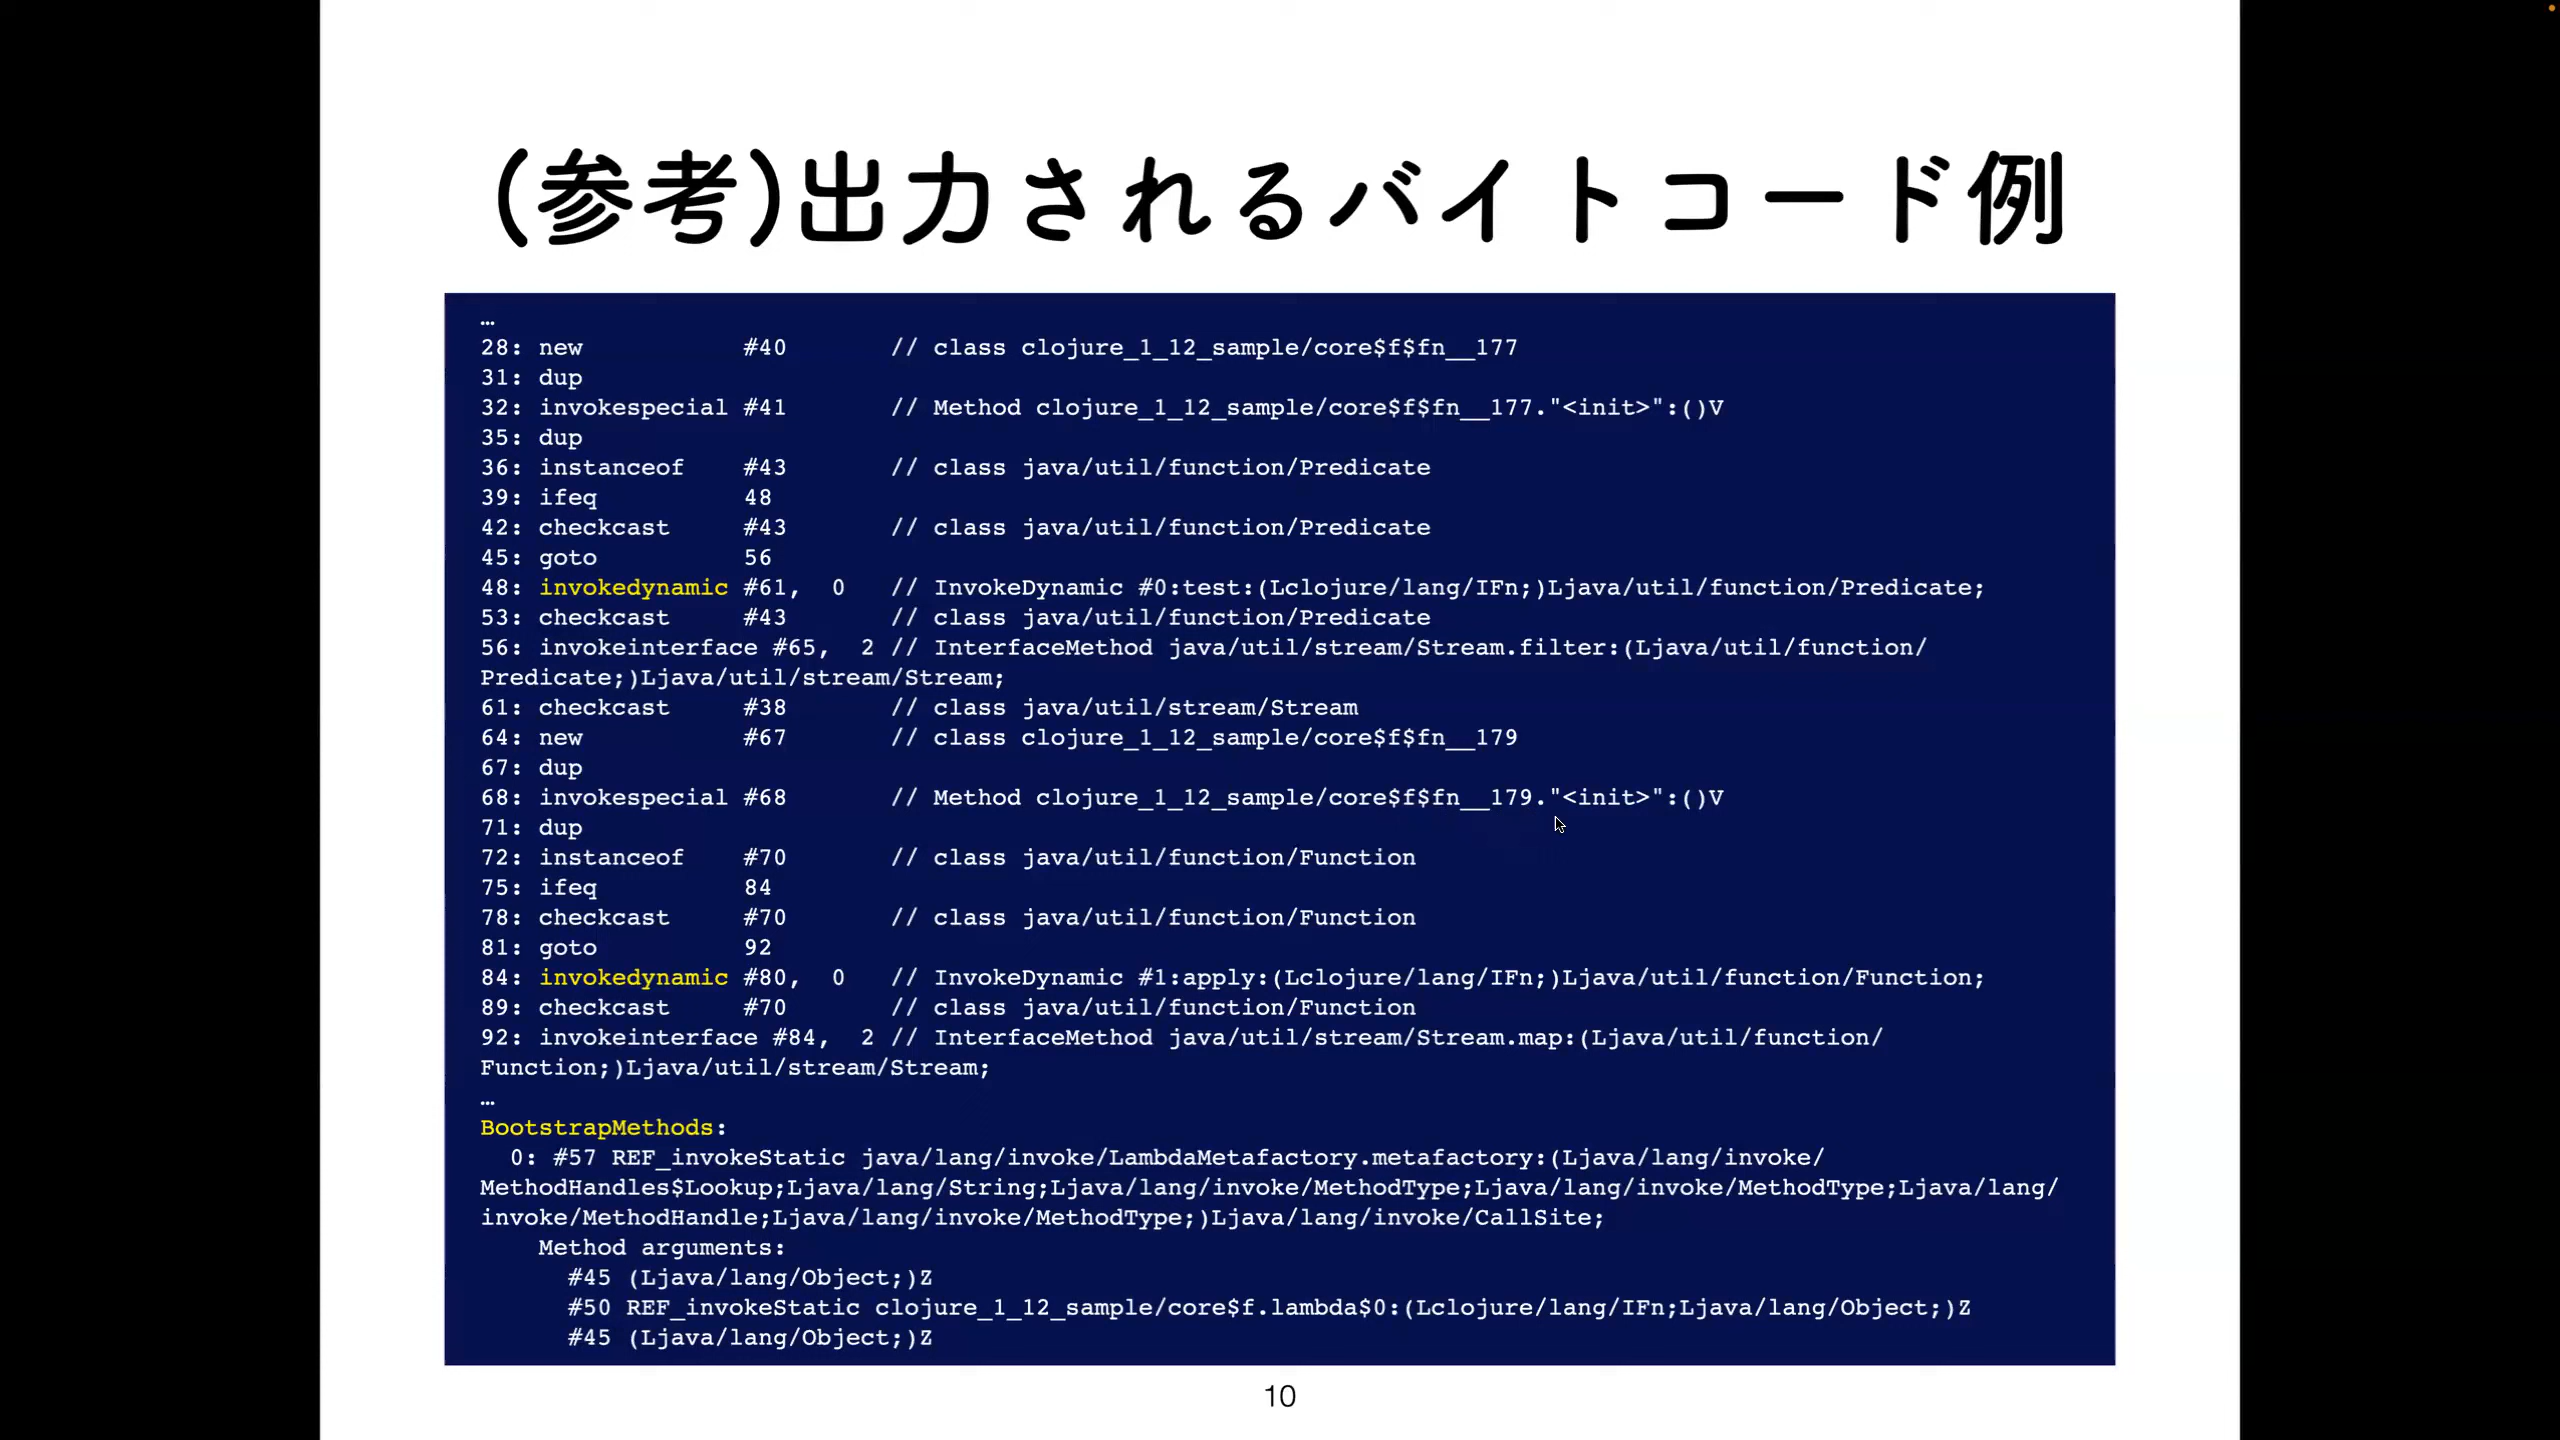 (参考)出力されるバイトコード例
…
28: new           #40       // class clojure_1_12_sample/core$f$fn__177
31: dup
32: invokespecial #41       // Method clojure_1_12_sample/core$f$fn__177."<init>":()V
35: dup
36: instanceof    #43       // class java/util/function/Predicate
39: ifeq          48
42: checkcast     #43       // class java/util/function/Predicate
45: goto          56
48: invokedynamic #61,  0   // InvokeDynamic #0:test:(Lclojure/lang/IFn;)Ljava/util/function/Predicate;
53: checkcast     #43       // class java/util/function/Predicate
56: invokeinterface #65,  2 // InterfaceMethod java/util/stream/Stream.filter:(Ljava/util/function/
Predicate;)Ljava/util/stream/Stream;
61: checkcast     #38       // class java/util/stream/Stream
64: new           #67       // class clojure_1_12_sample/core$f$fn__179
67: dup
68: invokespecial #68       // Method clojure_1_12_sample/core$f$fn__179."<init>":()V
71: dup
72: instanceof    #70       // class java/util/function/Function
75: ifeq          84
78: checkcast     #70       // class java/util/function/Function
81: goto          92
84: invokedynamic #80,  0   // InvokeDynamic #1:apply:(Lclojure/lang/IFn;)Ljava/util/function/Function;
89: checkcast     #70       // class java/util/function/Function
92: invokeinterface #84,  2 // InterfaceMethod java/util/stream/Stream.map:(Ljava/util/function/
Function;)Ljava/util/stream/Stream;
…
BootstrapMethods:
  0: #57 REF_invokeStatic java/lang/invoke/LambdaMetafactory.metafactory:(Ljava/lang/invoke/
MethodHandles$Lookup;Ljava/lang/String;Ljava/lang/invoke/MethodType;Ljava/lang/invoke/MethodType;Ljava/lang/
invoke/MethodHandle;Ljava/lang/invoke/MethodType;)Ljava/lang/invoke/CallSite;
    Method arguments:
      #45 (Ljava/lang/Object;)Z
      #50 REF_invokeStatic clojure_1_12_sample/core$f.lambda$0:(Lclojure/lang/IFn;Ljava/lang/Object;)Z
      #45 (Ljava/lang/Object;)Z
10